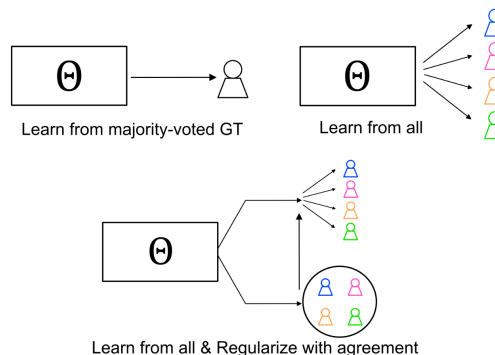 Θ
Θ
Learn from majority-voted GT
Learn from all
Θ
Learn from all & Regularize with agreement